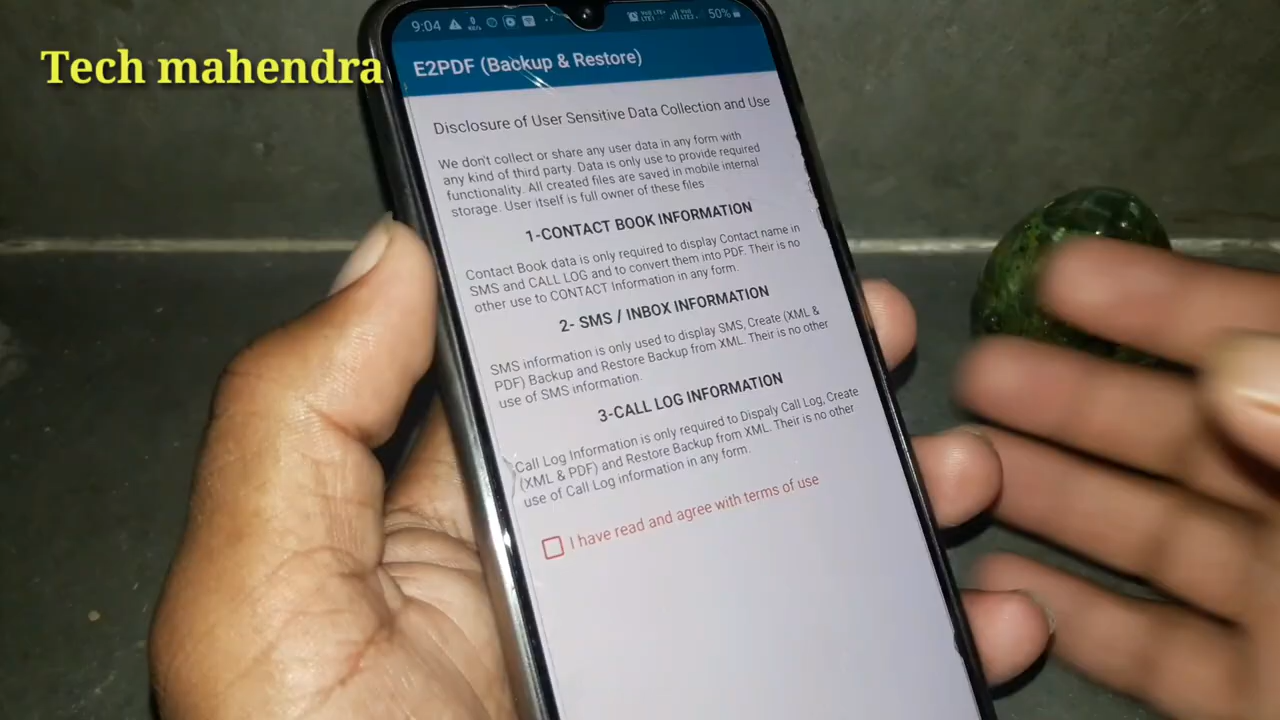 Tech mahendra
9:04
50%
E2PDF (Backup & Restore)
Disclosure of User Sensitive Data Collection and Use
We don't collect or share any user data in any form with
any kind of third party. Data is only use to provide required
functionality. All created files are saved in mobile internal
storage. User itself is full owner of these files
1-CONTACT BOOK INFORMATION
Contact Book data is only required to display Contact name in
SMS and CALL LOG and to convert them into PDF. Their is no
other use to CONTACT Information in any form.
2- SMS / INBOX INFORMATION
SMS information is only used to display SMS, Create (XML &
PDF) Backup and Restore Backup from XML. Their is no other
use of SMS information.
3-CALL LOG INFORMATION
Call Log Information is only required to Dispaly Call Log, Create
(XML & PDF) and Restore Backup from XML. Their is no other
use of Call Log information in any form.
I have read and agree with terms of use